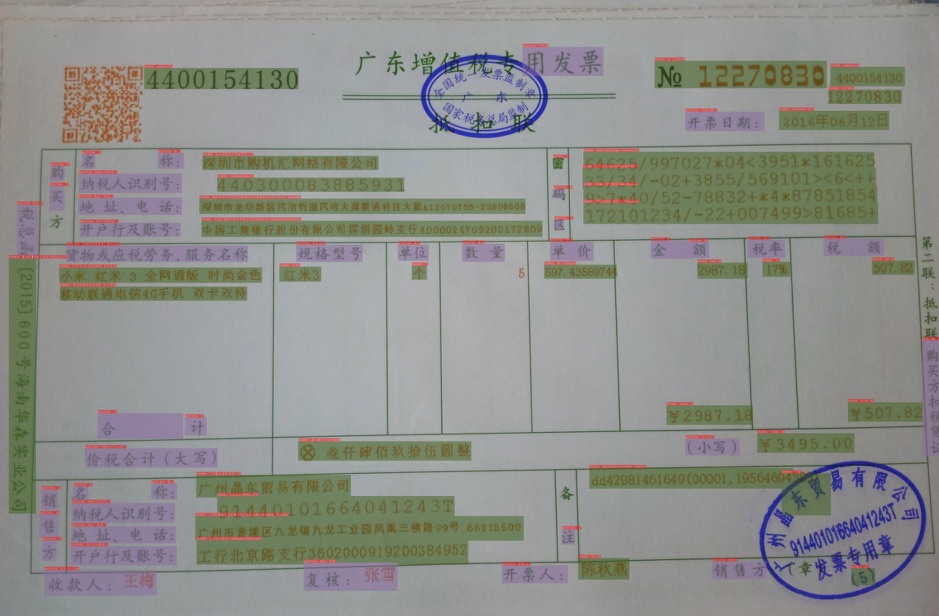 广东增值税专用发票
抵扣联
4400154130
№ 12270830
4400154130
12270830
开票日期: 2016年06月12日
全国统一发票监制章
广东
国家税务总局监制
购买方
名称: 深圳市购机汇网络有限公司
纳税人识别号: 440300083885931
地址、电话: 深圳市龙华新区民治街道民治大道
开户行及账号: 中国工商银行股份有限公司深圳园岭支行4000024709200172809
密码区
64625/997027*04<3951*161625
-02+3855/569101>6<++
52-78832+*4*87851854
172101234/-22+007499>81685+
货物或应税劳务、服务名称 规格型号 单位 数量 单价 金额 税率 税额
小米 红米 3 全网通版 时尚金色 红米3 个 5 597.43589744 2987.18 17% 507.82
移动联通电信4G手机 双卡双待
合计 ¥2987.18 ¥507.82
价税合计(大写) ⊗ 叁仟肆佰玖拾伍圆整 (小写) ¥3495.00
销售方
名称: 广州晶东贸易有限公司
纳税人识别号: 91440101664041243T
地址、电话: 广州市黄埔区九龙镇九龙工业园凤凰三横路99号 66215500
开户行及账号: 工行北京路支行3602000919200384952
备注
dd42981461649(00001,
收款人: 王梅 复核: 张雪 开票人: 陈秋燕 销售方: 章
广州晶东贸易有限公司
91440101664041243T
发票专用章
(5)
第二联:抵扣联 购买方扣税凭证
税总函[2015]600号海南华森实业公司